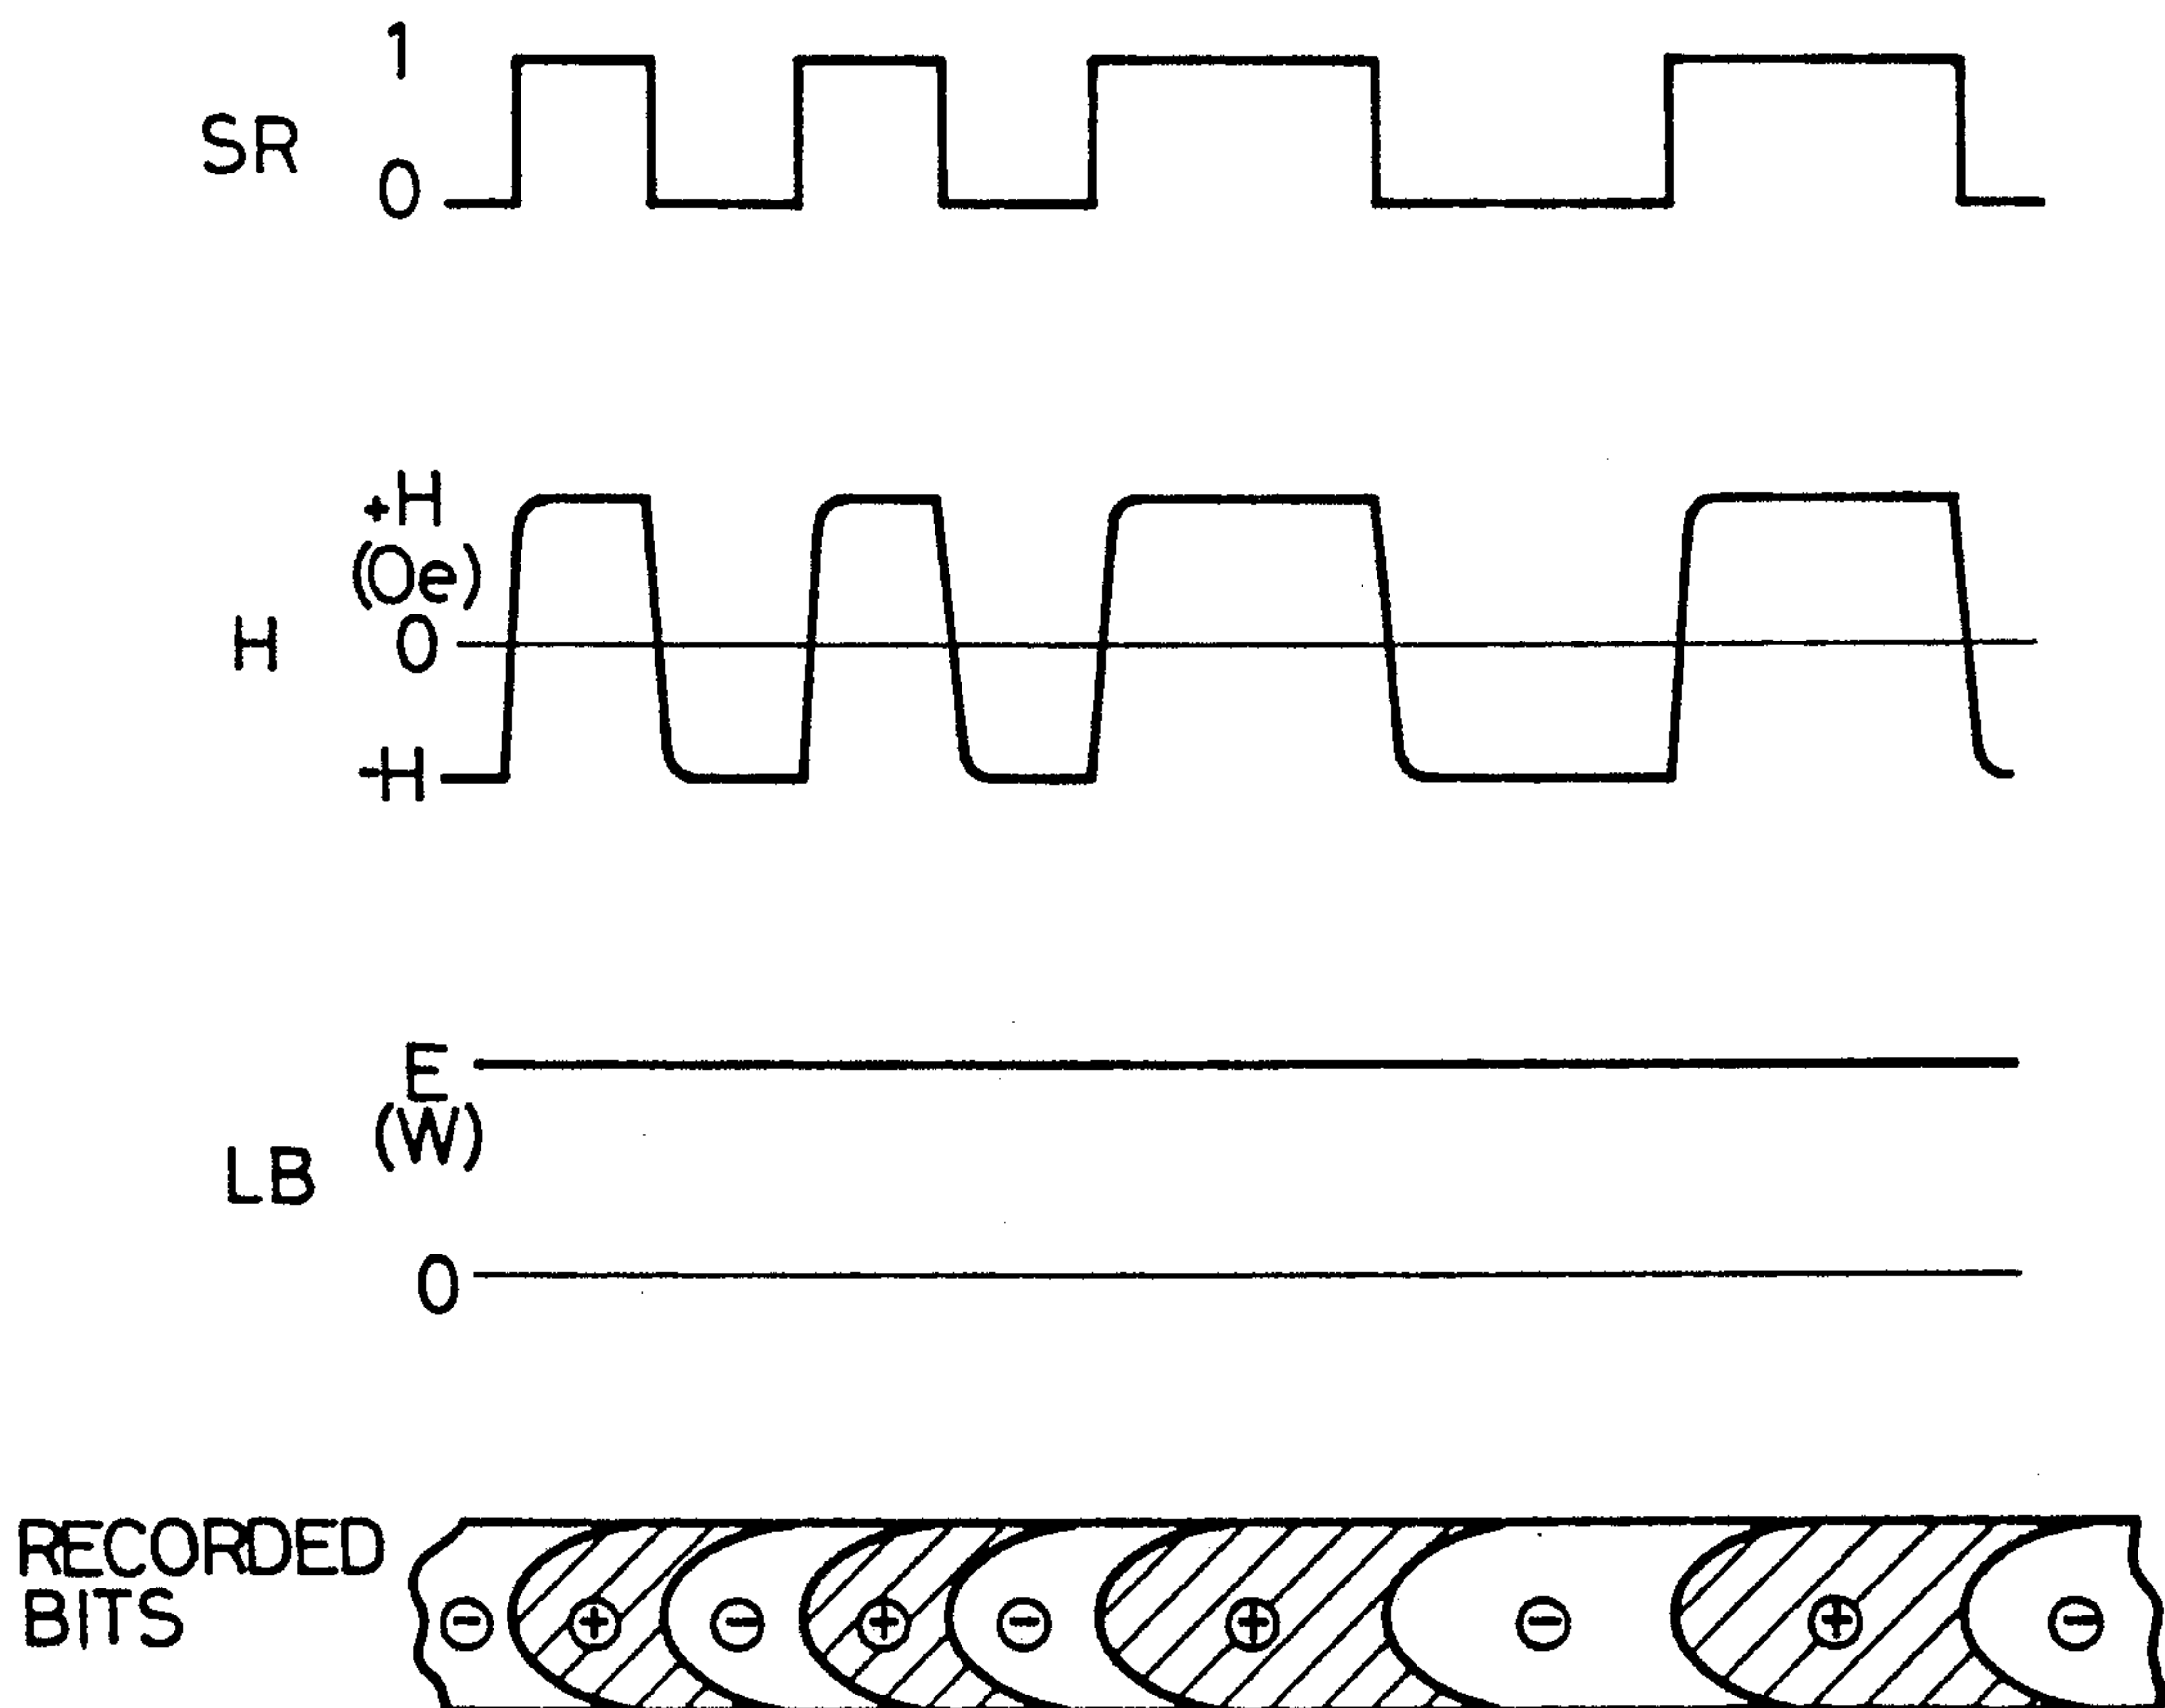 1
SR
0
+H
(Oe)
H
0
-H
E
(W)
LB
0
RECORDED
BITS
- + - + - + - + -